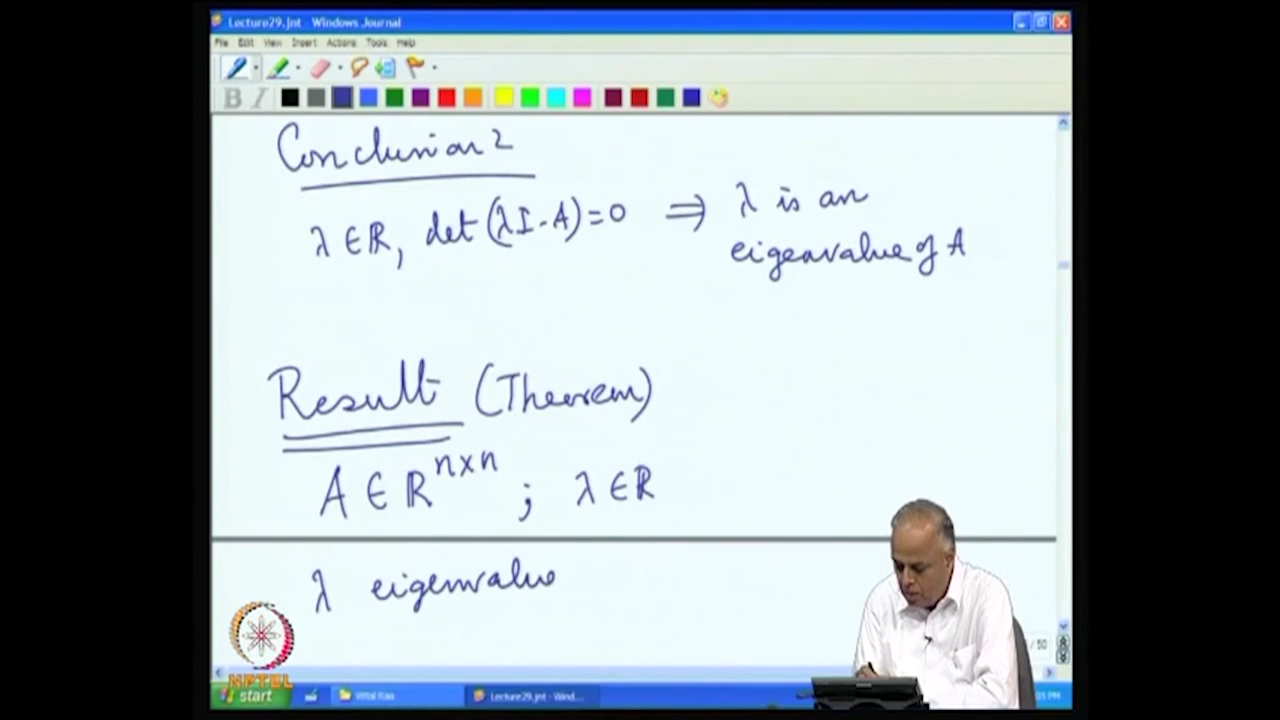 Lecture29.jnt - Windows Journal
File Edit View Insert Actions Tools Help
B I
Conclusion 2
λ ∈ ℝ, det (λI - A) = 0 ⇒ λ is an
eigenvalue of A
Result (Theorem)
A ∈ ℝ^{n×n} ; λ ∈ ℝ
λ eigenvalue
/ 50
NPTEL
start
Vittal Rao
Lecture29.jnt - Wind...